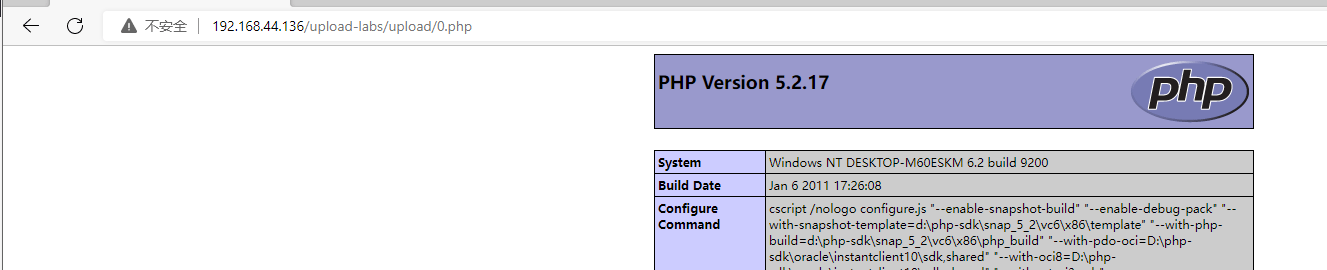 不安全 | 192.168.44.136/upload-labs/upload/0.php
PHP Version 5.2.17
php
System Windows NT DESKTOP-M60ESKM 6.2 build 9200
Build Date Jan 6 2011 17:26:08
Configure cscript /nologo configure.js "--enable-snapshot-build" "--enable-debug-pack" "--
Command with-snapshot-template=d:\php-sdk\snap_5_2\vc6\x86\template" "--with-php-
build=d:\php-sdk\snap_5_2\vc6\x86\php_build" "--with-pdo-oci=D:\php-
sdk\oracle\instantclient10\sdk,shared" "--with-oci8=D:\php-